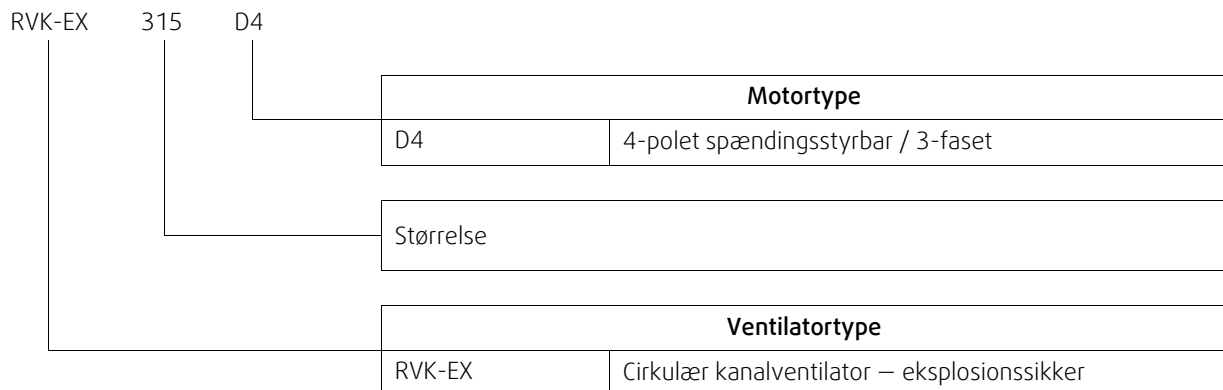 RVK-EX 315 D4
Motortype
D4 4-polet spændingsstyrbar / 3-faset
Størrelse
Ventilatortype
RVK-EX Cirkulær kanalventilator — eksplosionssikker